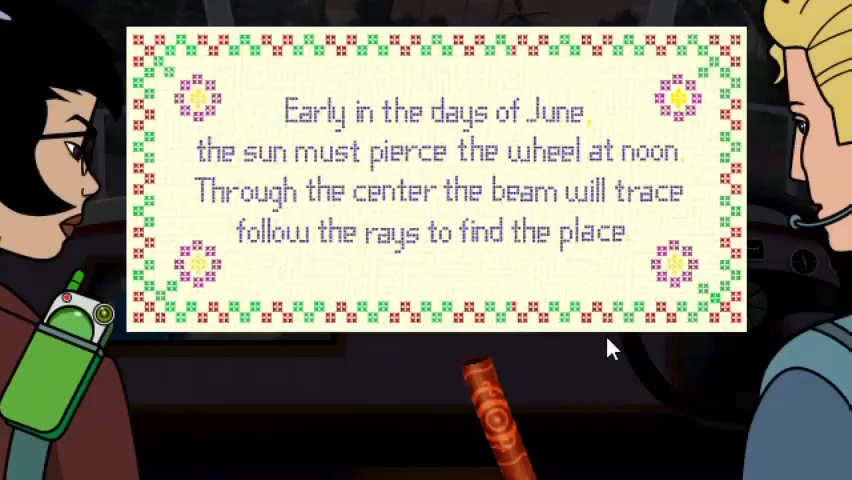 Early in the days of June,
the sun must pierce the wheel at noon.
Through the center the beam will trace
follow the rays to find the place.